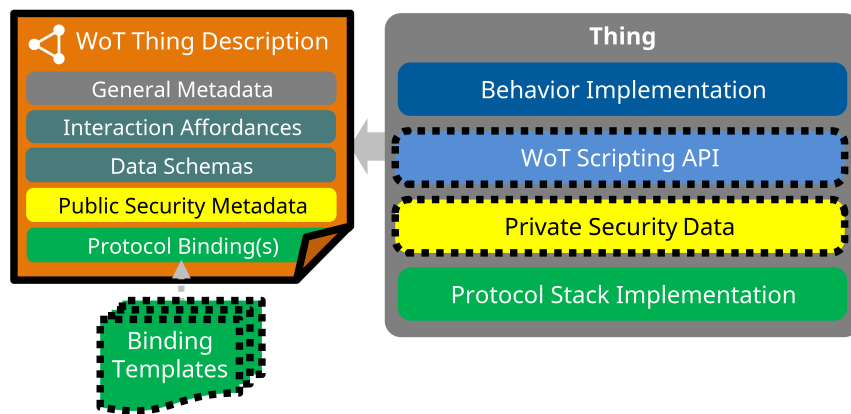 WoT Thing Description
General Metadata
Interaction Affordances
Data Schemas
Public Security Metadata
Protocol Binding(s)
Binding
Templates
Thing
Behavior Implementation
WoT Scripting API
Private Security Data
Protocol Stack Implementation